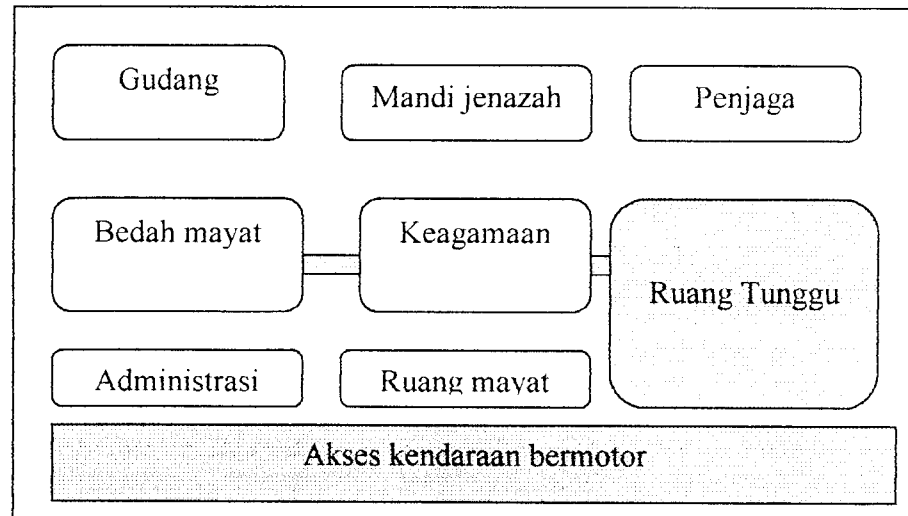 Gudang
Mandi jenazah
Penjaga
Bedah mayat
Keagamaan
Ruang Tunggu
Administrasi
Ruang mayat
Akses kendaraan bermotor